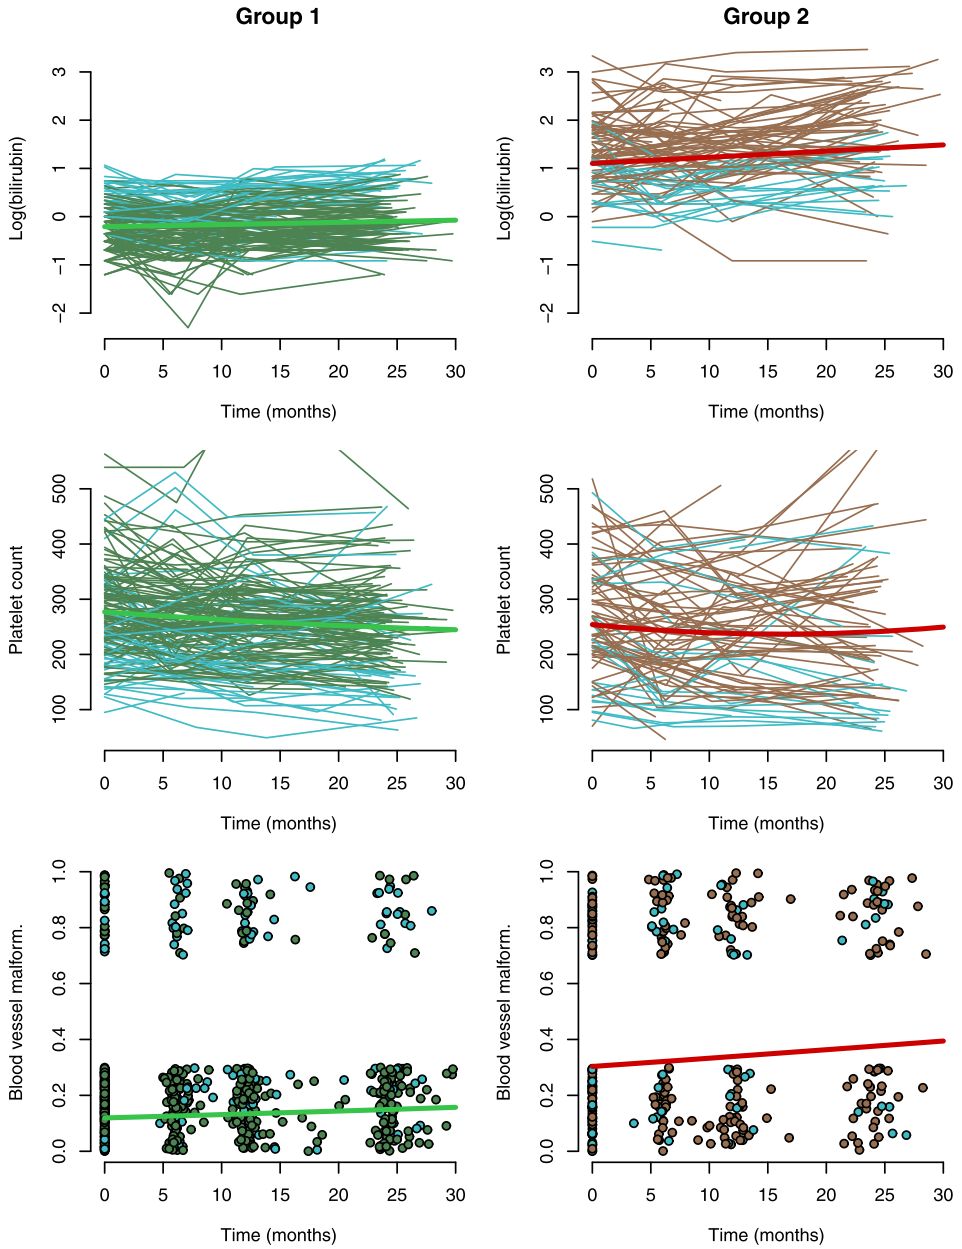 Group 1
Group 2
Log(bilirubin)
3
2
1
0
−1
−2
0 5 10 15 20 25 30
Time (months)
Log(bilirubin)
3
2
1
0
−1
−2
0 5 10 15 20 25 30
Time (months)
Platelet count
500
400
300
200
100
0 5 10 15 20 25 30
Time (months)
Platelet count
500
400
300
200
100
0 5 10 15 20 25 30
Time (months)
Blood vessel malform.
1.0
0.8
0.6
0.4
0.2
0.0
0 5 10 15 20 25 30
Time (months)
Blood vessel malform.
1.0
0.8
0.6
0.4
0.2
0.0
0 5 10 15 20 25 30
Time (months)